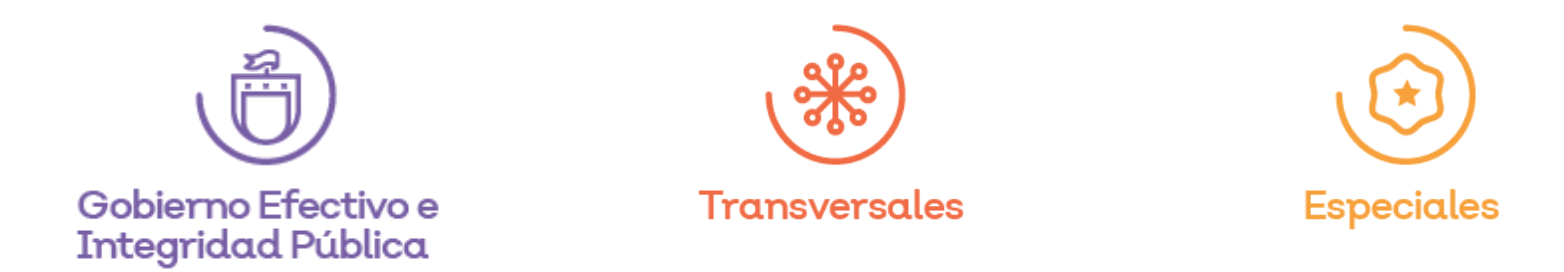 Gobierno Efectivo e
Integridad Pública
Transversales
Especiales